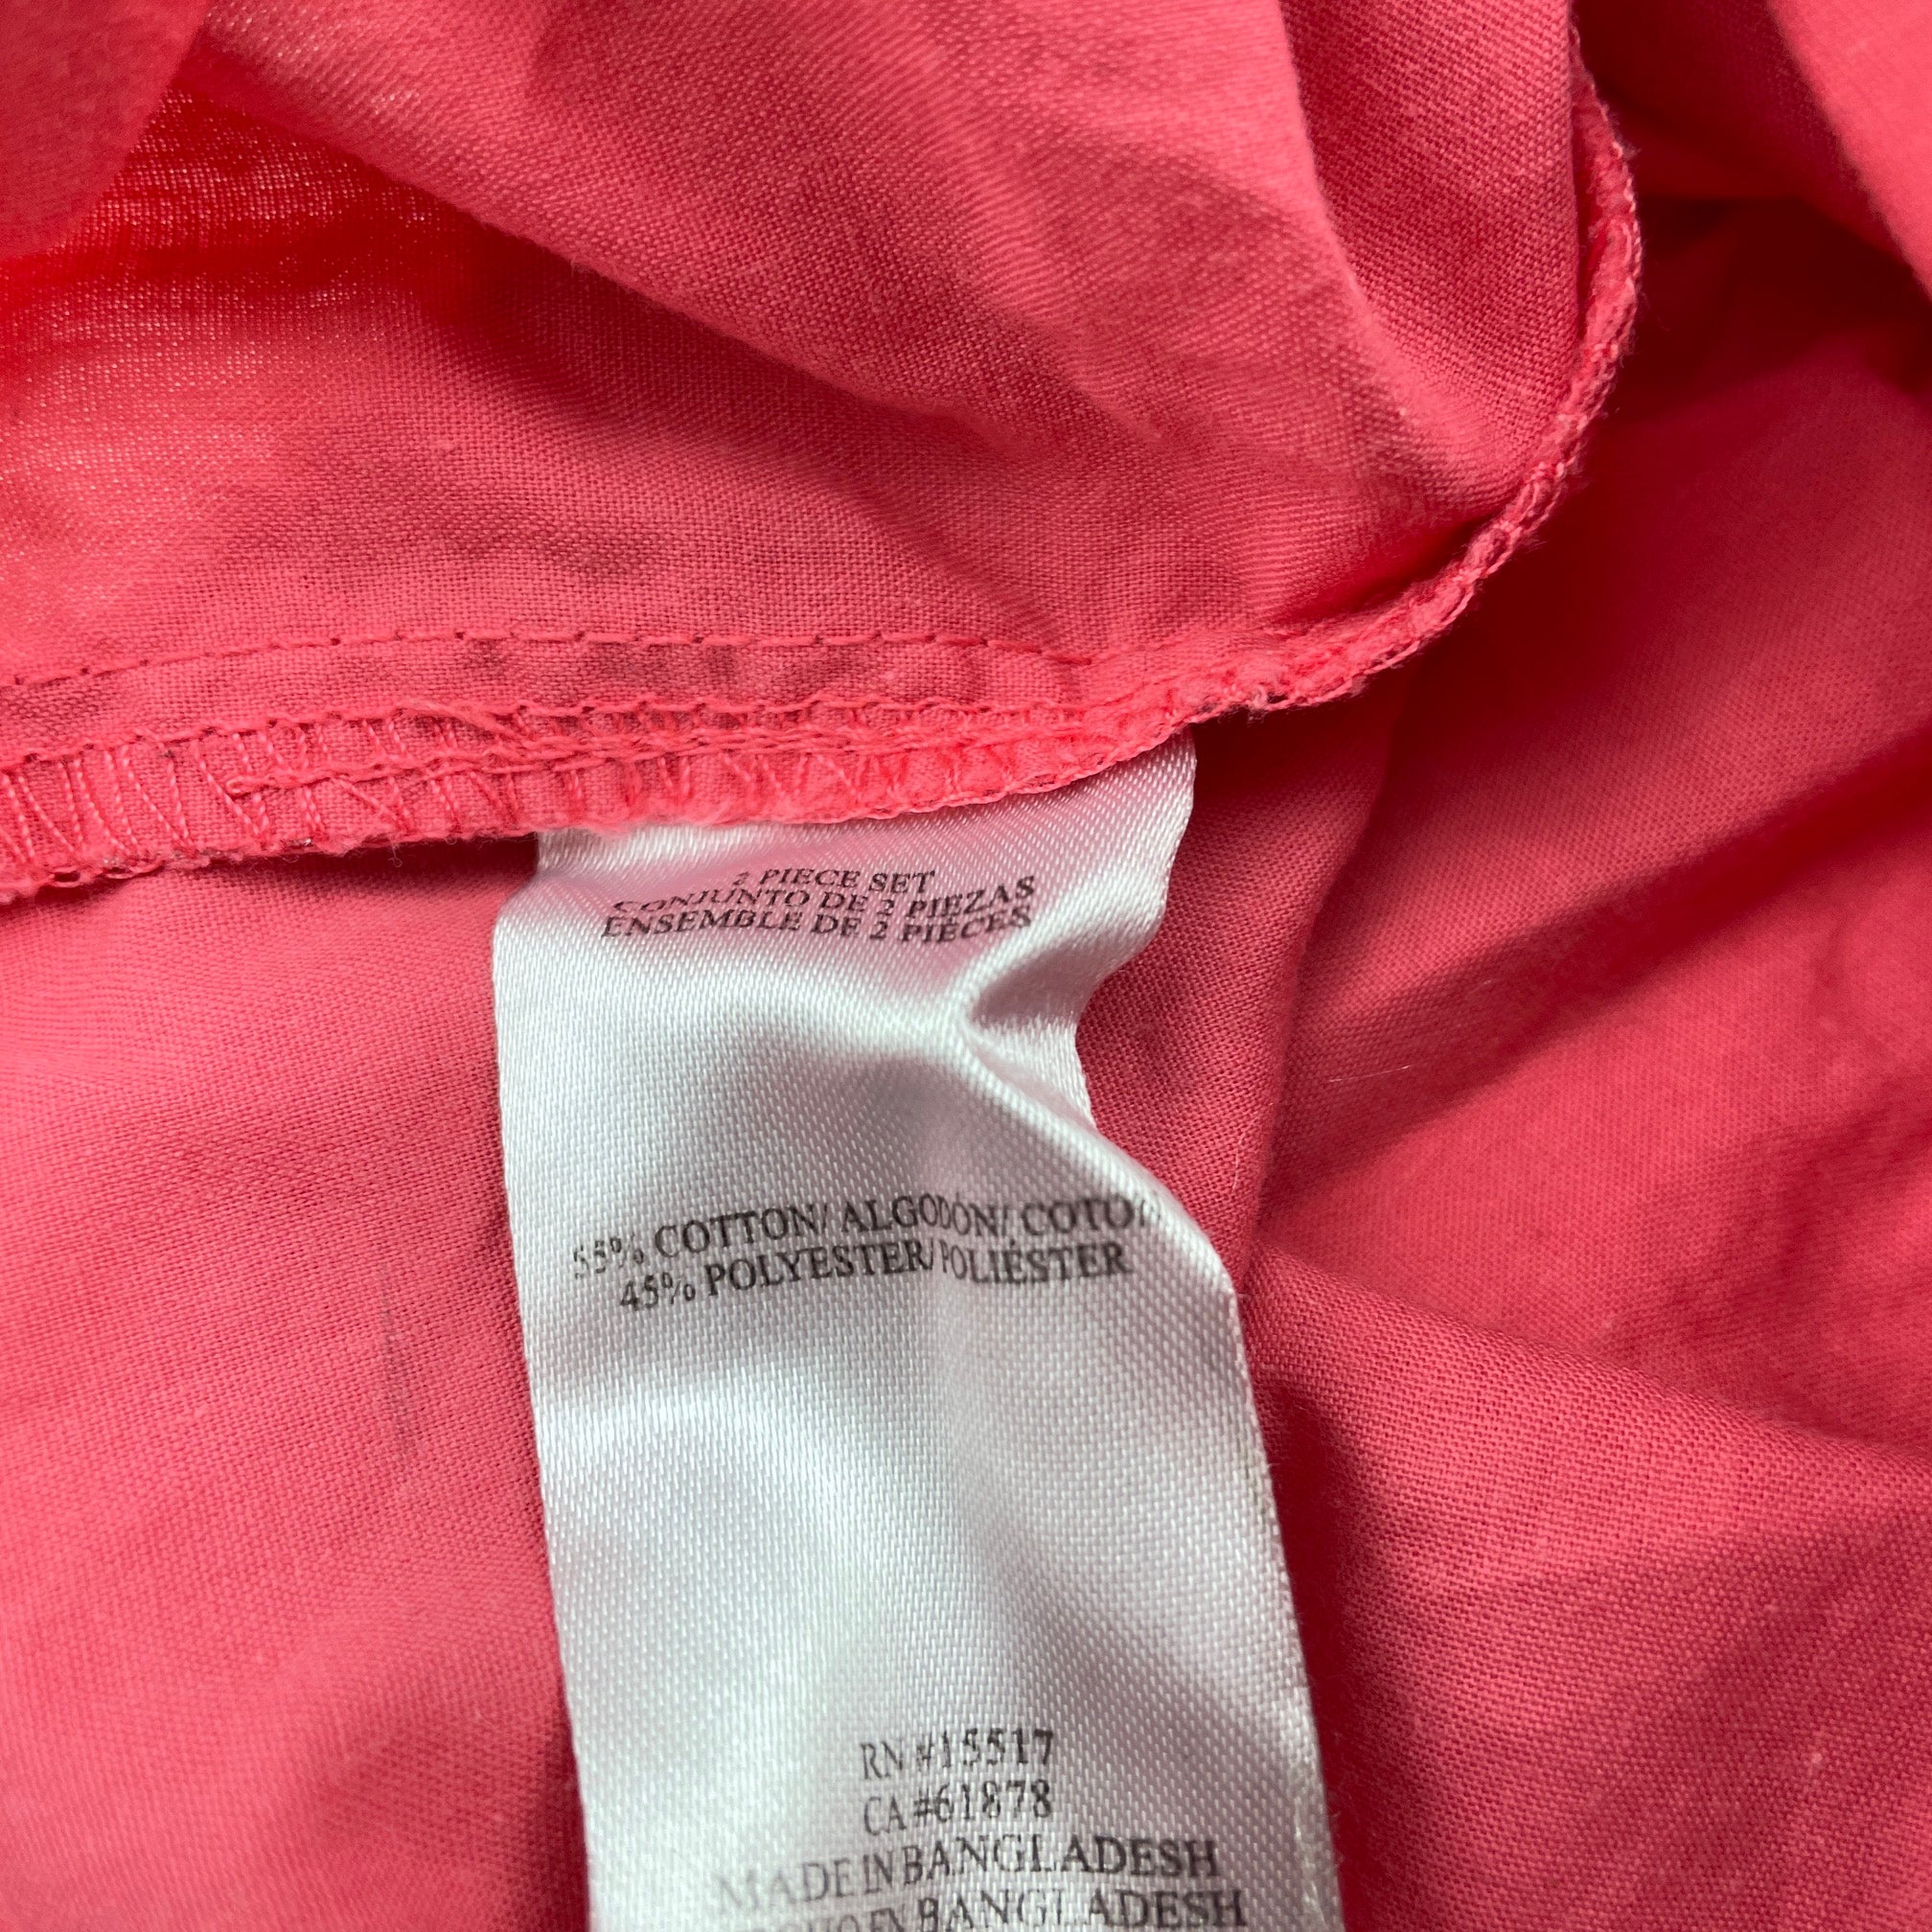 2 PIECE SET
CONJUNTO DE 2 PIEZAS
ENSEMBLE DE 2 PIÈCES
55% COTTON/ ALGODÓN/ COTON
45% POLYESTER/POLIÉSTER
RN #15517
CA #61878
MADE IN BANGLADESH
BANGLADESH